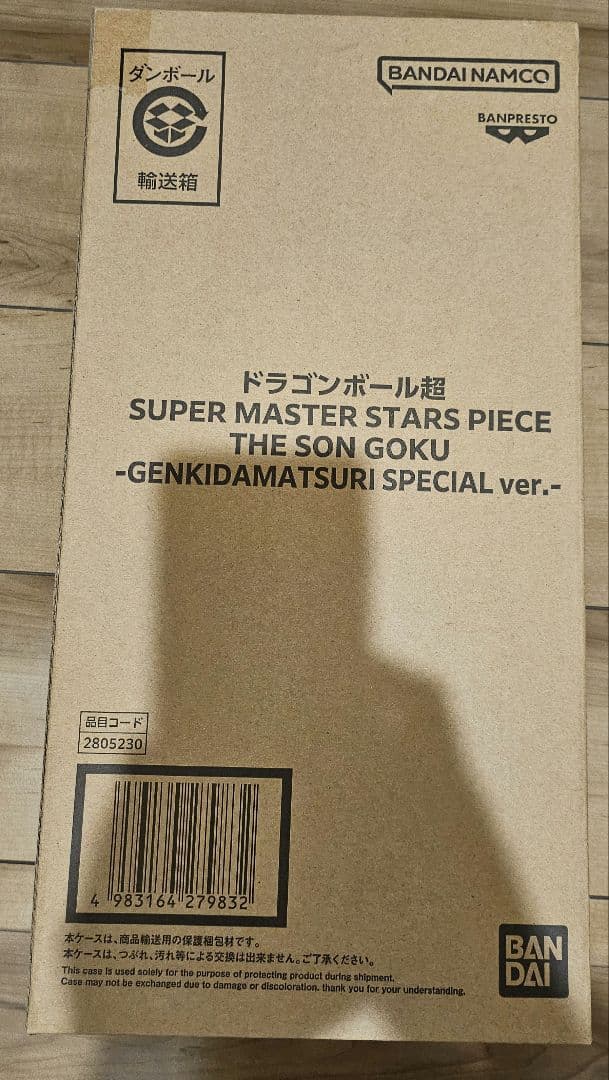 ダンボール
輸送箱
BANDAI NAMCO
BANPRESTO
ドラゴンボール超
SUPER MASTER STARS PIECE
THE SON GOKU
-GENKIDAMATSURI SPECIAL ver.-
品目コード
2805230
4 983164 279832
本ケースは、商品輸送用の保護梱包材です。
本ケースは、つぶれ、汚れ等による交換は出来ません。ご了承ください。
This case is used solely for the purpose of protecting product during shipment.
Case may not be exchanged due to damage or discoloration. thank you for your understanding.
BAN
DAI